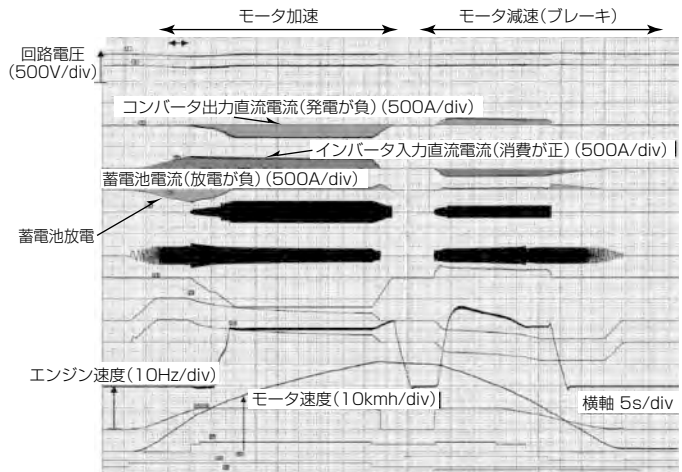 モータ加速
モータ減速(ブレーキ)
回路電圧
(500V/div)
コンバータ出力直流電流(発電が負)(500A/div)
インバータ入力直流電流(消費が正)(500A/div)
蓄電池電流(放電が負)(500A/div)
蓄電池放電
エンジン速度(10Hz/div)
モータ速度(10kmh/div)
横軸 5s/div